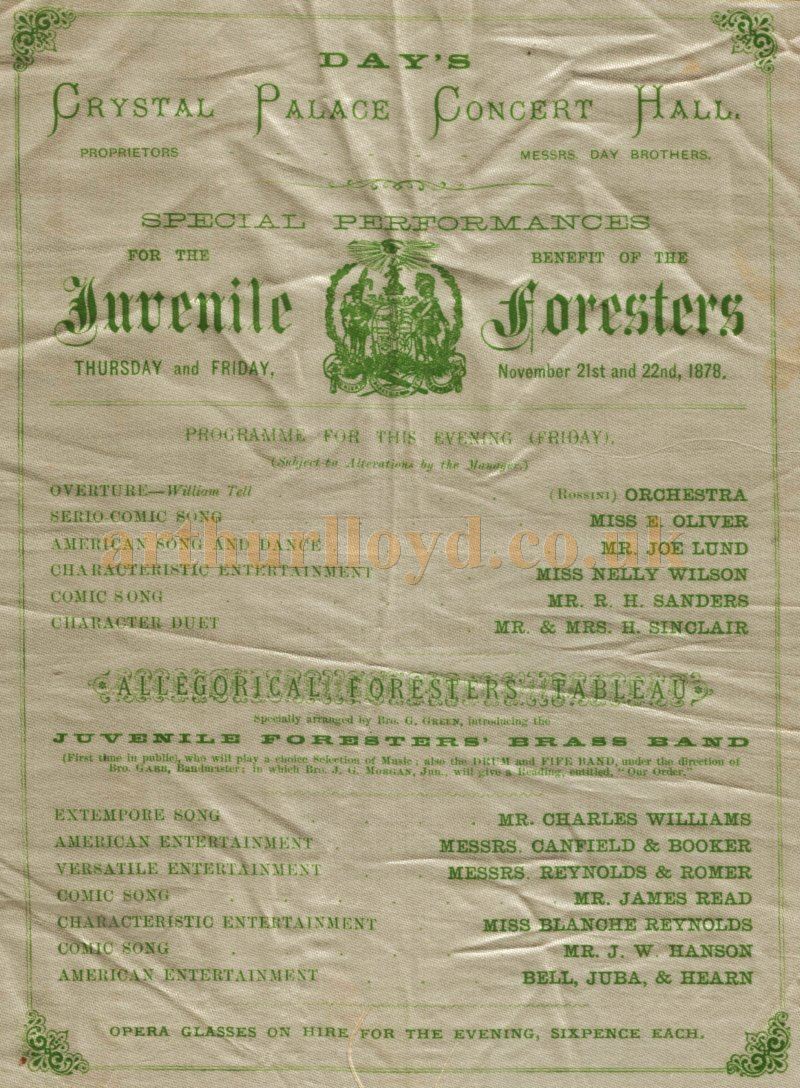 DAY'S
CRYSTAL PALACE CONCERT HALL.
PROPRIETORS . . . . . . MESSRS. DAY BROTHERS.
SPECIAL PERFORMANCES
FOR THE BENEFIT OF THE
Juvenile Foresters
THURSDAY and FRIDAY, November 21st and 22nd, 1878.
PROGRAMME FOR THIS EVENING (FRIDAY).
(Subject to Alterations by the Manager.)
OVERTURE—William Tell (ROSSINI) ORCHESTRA
SERIO-COMIC SONG MISS E. OLIVER
AMERICAN SONG AND DANCE MR. JOE LUND
arthurlloyd.co.uk
CHARACTERISTIC ENTERTAINMENT MISS NELLY WILSON
COMIC SONG MR. R. H. SANDERS
CHARACTER DUET MR. & MRS. H. SINCLAIR
ALLEGORICAL FORESTERS' TABLEAU
Specially arranged by Bro. G. GREEN, introducing the
JUVENILE FORESTERS' BRASS BAND
(First time in public), who will play a choice Selection of Music; also the DRUM and FIFE BAND, under the direction of
Bro. GABB, Bandmaster; in which Bro. J. G. MORGAN, Jun., will give a Reading, entitled, "Our Order."
EXTEMPORE SONG MR. CHARLES WILLIAMS
AMERICAN ENTERTAINMENT MESSRS. CANFIELD & BOOKER
VERSATILE ENTERTAINMENT MESSRS. REYNOLDS & ROMER
COMIC SONG MR. JAMES READ
CHARACTERISTIC ENTERTAINMENT MISS BLANCHE REYNOLDS
COMIC SONG MR. J. W. HANSON
AMERICAN ENTERTAINMENT BELL, JUBA, & HEARN
OPERA GLASSES ON HIRE FOR THE EVENING, SIXPENCE EACH.